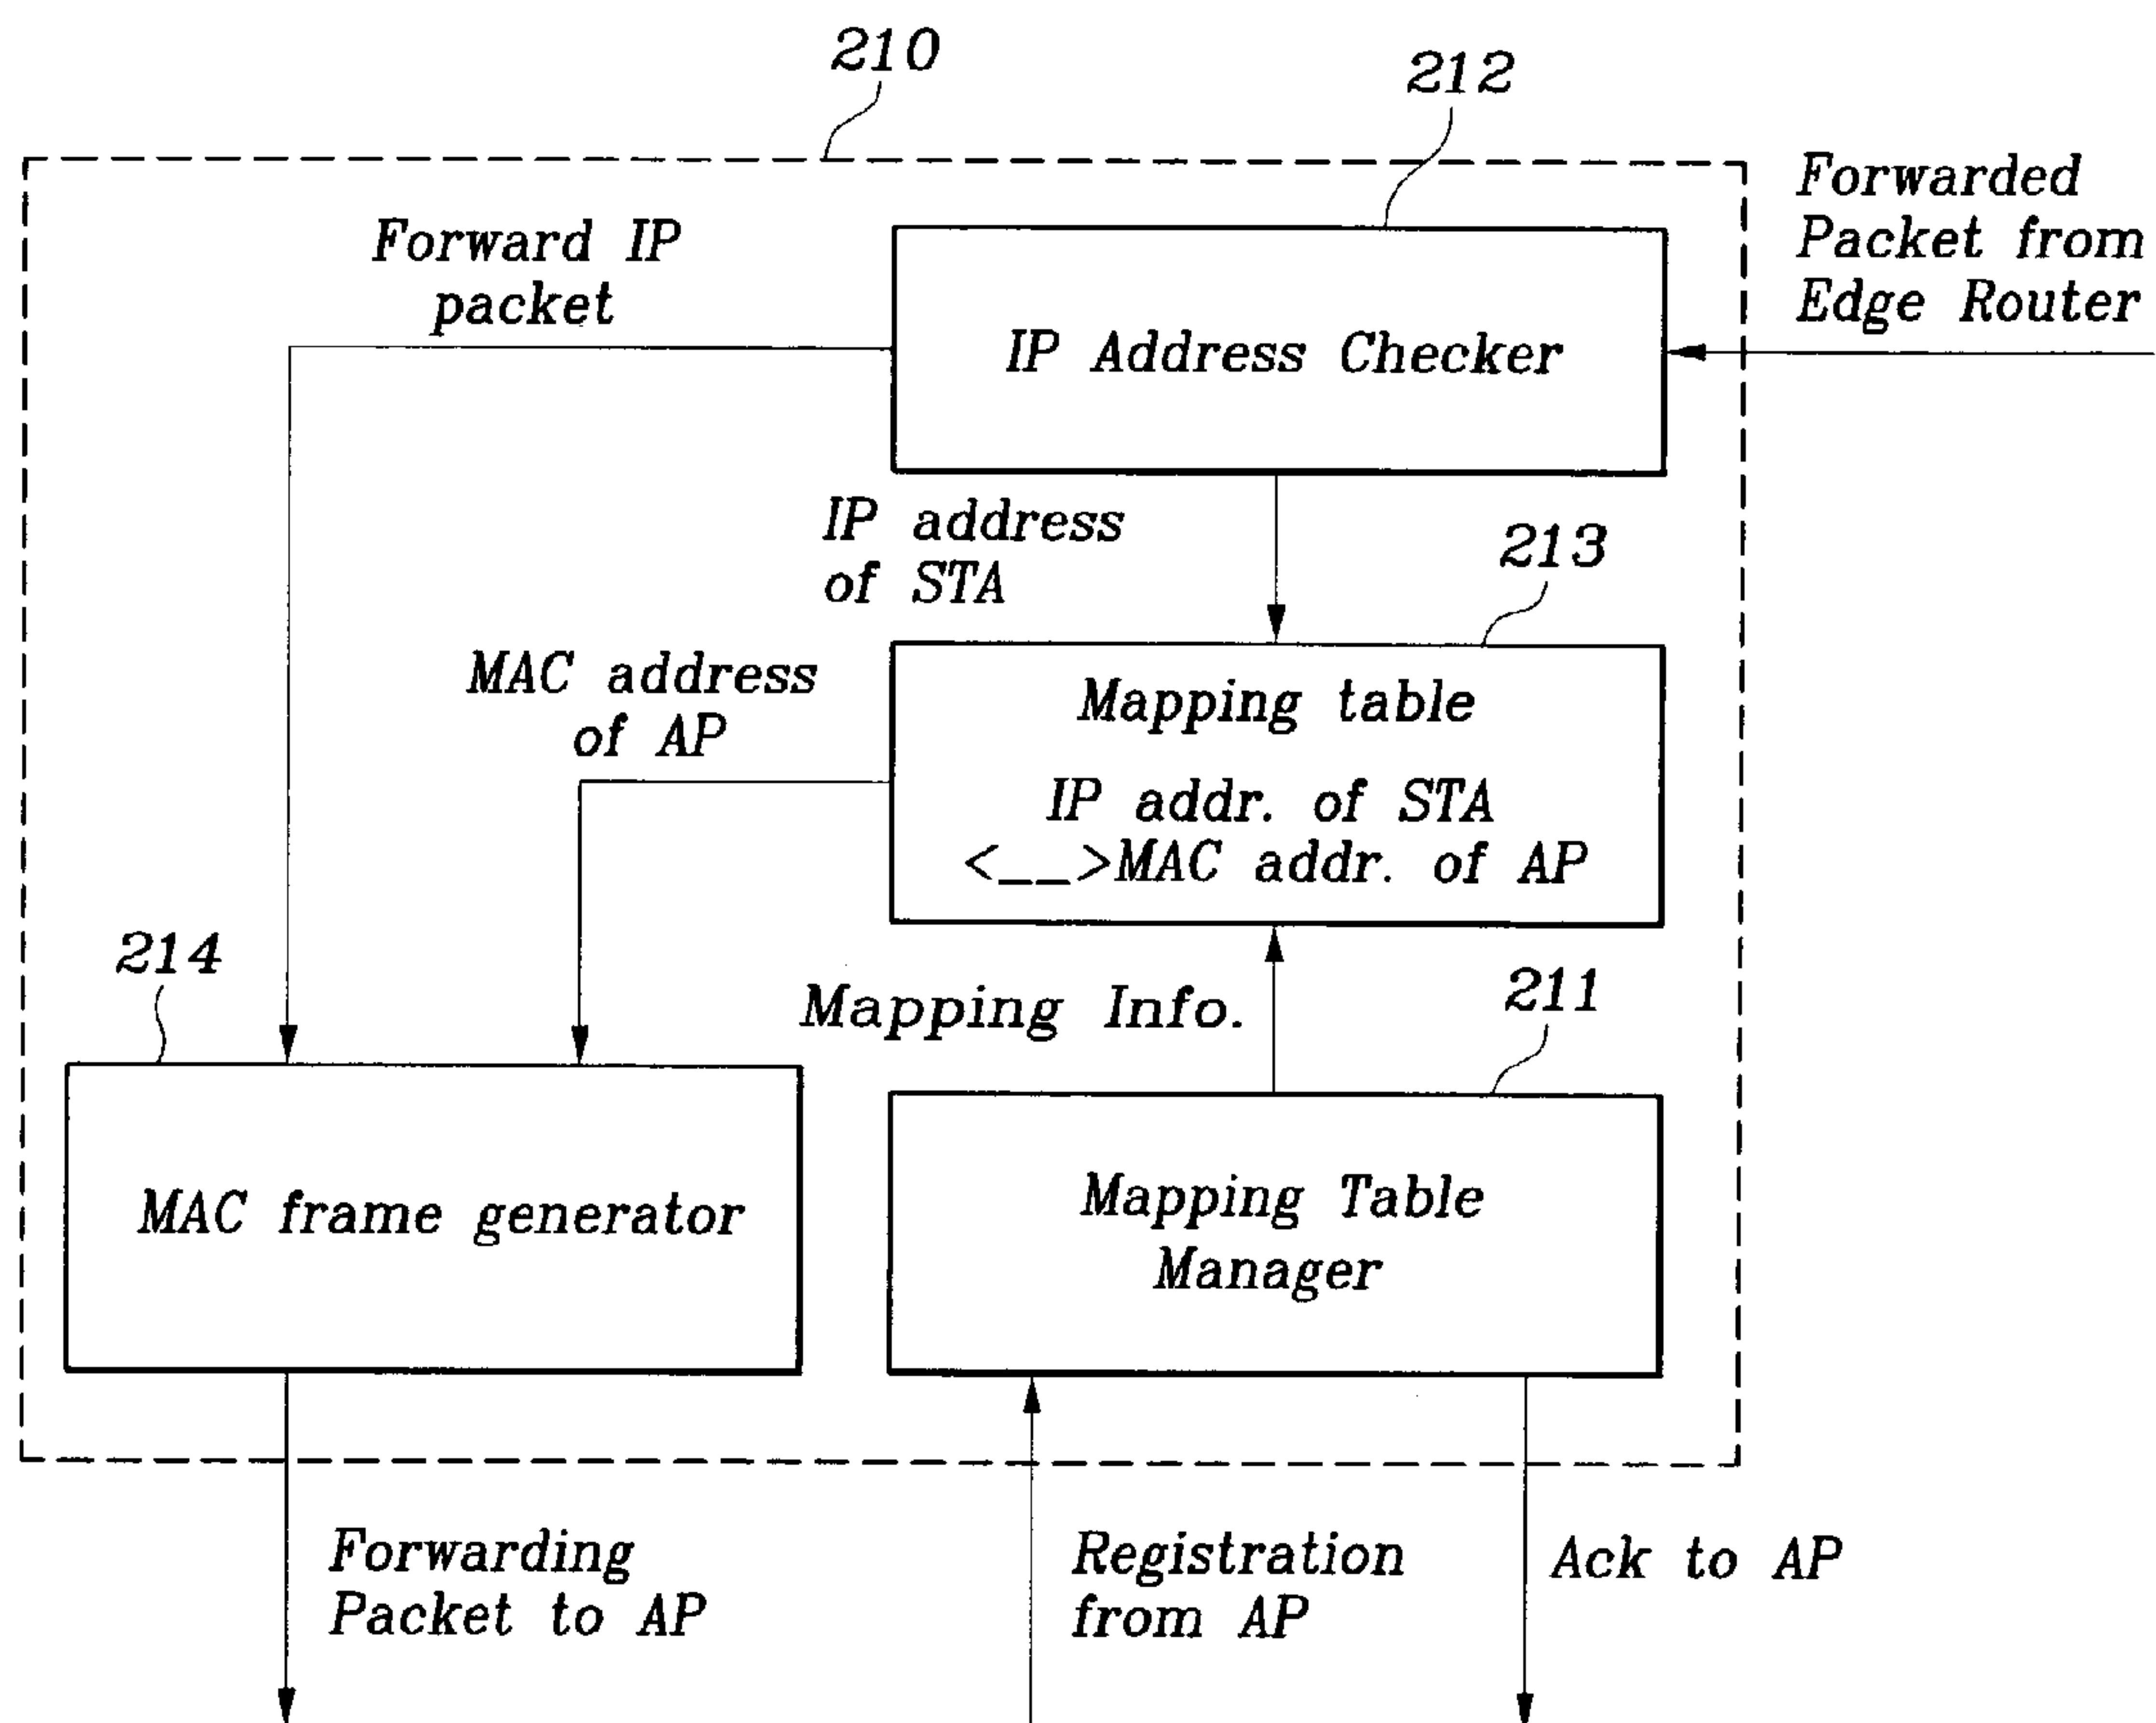 210
212
Forwarded
Packet from
Edge Router
Forward IP
packet
IP Address Checker
IP address
of STA
213
MAC address
of AP
Mapping table
IP addr. of STA
<__>MAC addr. of AP
214
Mapping Info.
211
MAC frame generator
Mapping Table
Manager
Forwarding
Packet to AP
Registration
from AP
Ack to AP